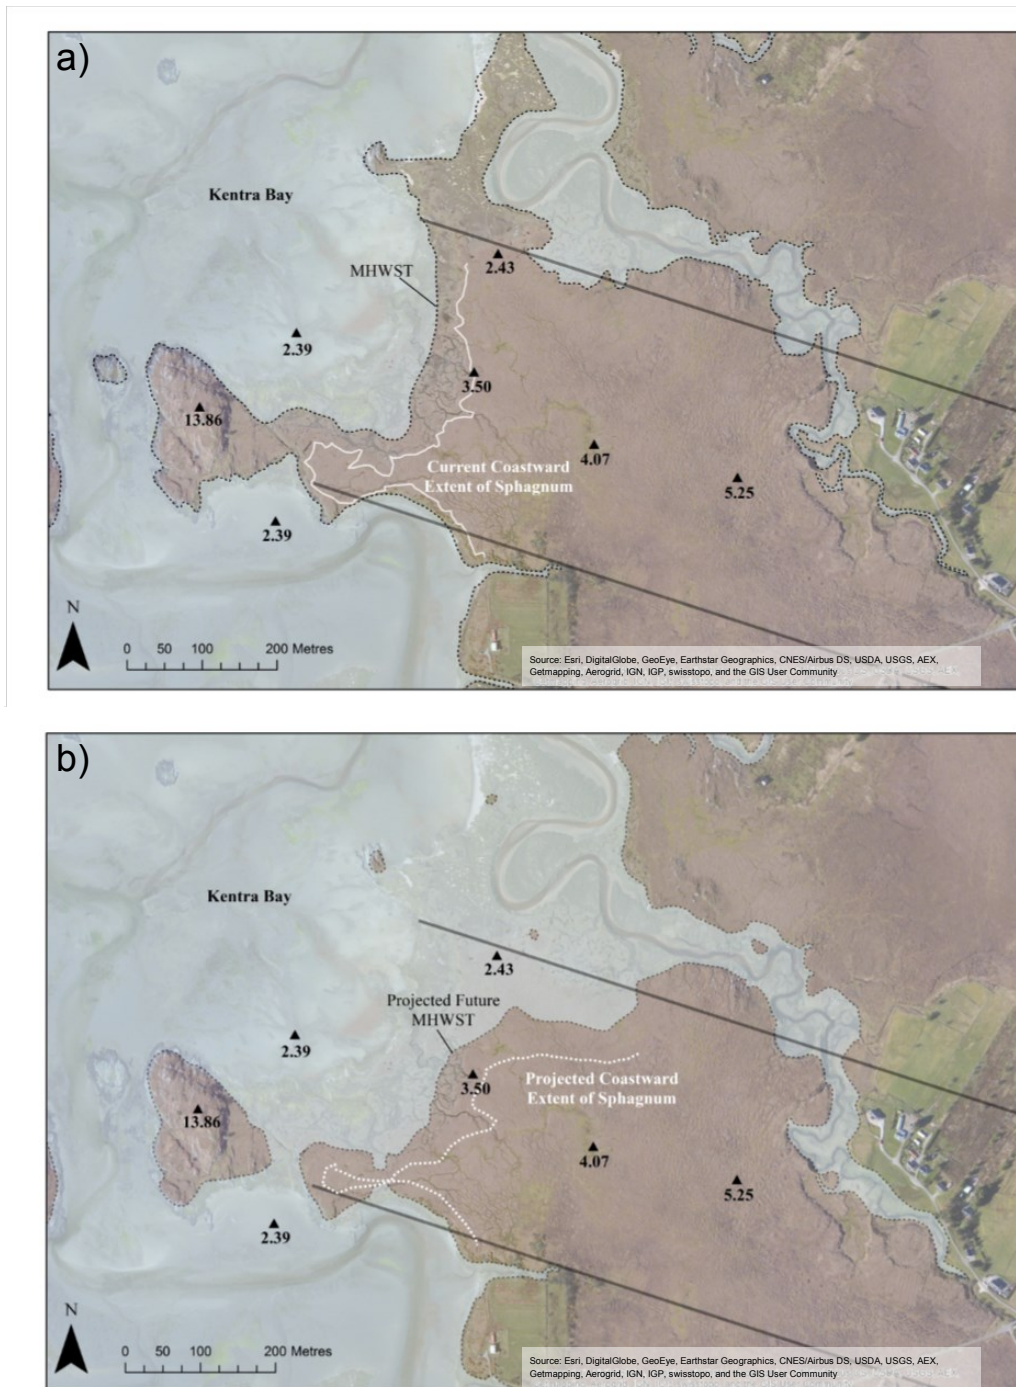 a)
Kentra Bay
2.43
MHWST
2.39
3.50
13.86
4.07
Current Coastward
Extent of Sphagnum
5.25
2.39
N
0 50 100 200 Metres
Source: Esri, DigitalGlobe, GeoEye, Earthstar Geographics, CNES/Airbus DS, USDA, USGS, AEX,
Getmapping, Aerogrid, IGN, IGP, swisstopo, and the GIS User Community
b)
Kentra Bay
2.43
Projected Future
MHWST
2.39
3.50
Projected Coastward
Extent of Sphagnum
13.86
4.07
5.25
2.39
N
0 50 100 200 Metres
Source: Esri, DigitalGlobe, GeoEye, Earthstar Geographics, CNES/Airbus DS, USDA, USGS, AEX,
Getmapping, Aerogrid, IGN, IGP, swisstopo, and the GIS User Community